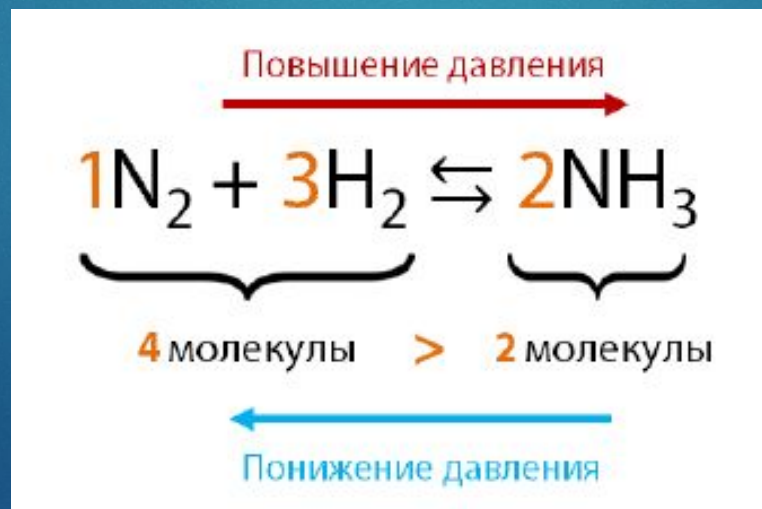 Повышение давления
1N₂ + 3H₂ ⇆ 2NH₃
4 молекулы > 2 молекулы
Понижение давления